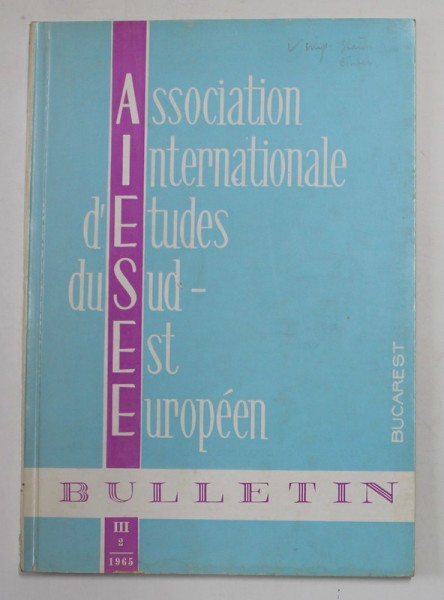 Association
Internationale
d'Etudes
du Sud-
Est
Européen
BUCAREST
BULLETIN
III
2
1965